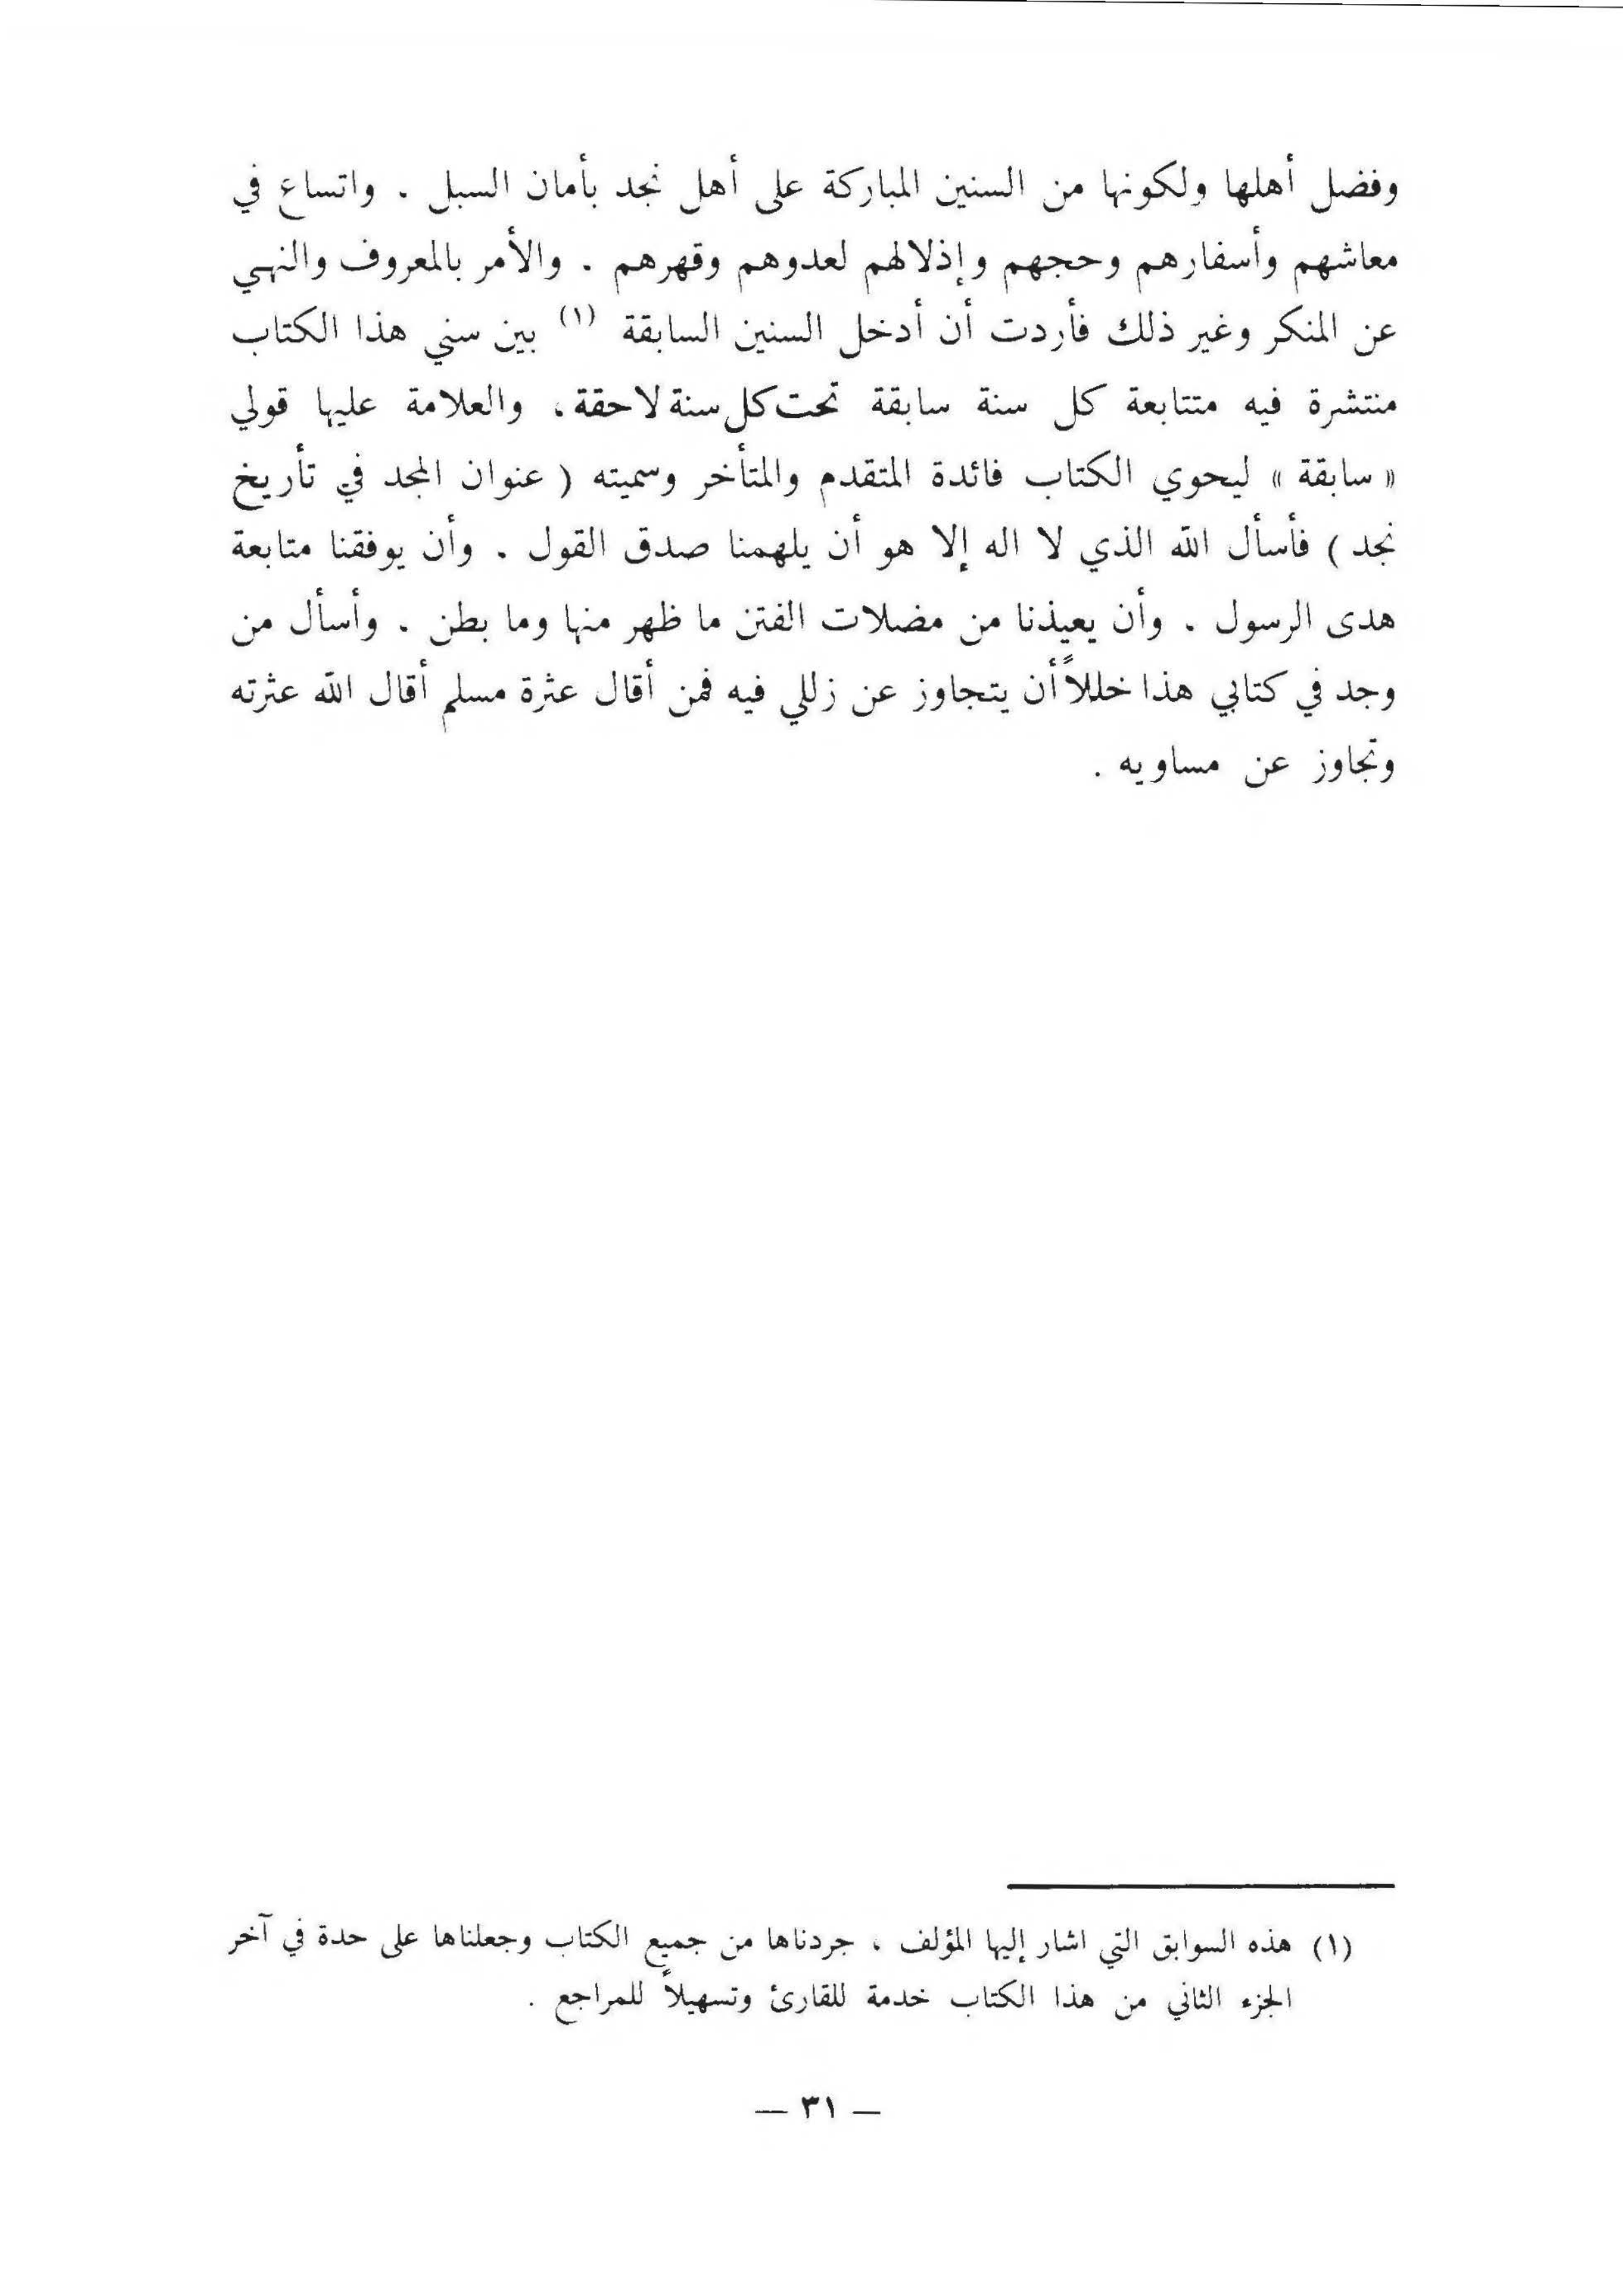 وفضل أهلها ولكونها من السنين المباركة على أهل نجد بأمان السبل . واتساع في
معاشهم وأسفارهم وحجهم وإذلالهم لعدوهم وقهرهم . والأمر بالمعروف والنهي
عن المنكر وغير ذلك فأردت أن أدخل السنين السابقة (١) بين سني هذا الكتاب
منتشرة فيه متتابعة كل سنة سابقة تحت كل سنة لاحقة ، والعلامة عليها قولي
« سابقة » ليحوي الكتاب فائدة المتقدم والمتأخر وسميته ( عنوان المجد في تأريخ
نجد ) فأسأل الله الذي لا اله إلا هو أن يلهمنا صدق القول . وأن يوفقنا متابعة
هدى الرسول . وأن يعيذنا من مضلات الفتن ما ظهر منها وما بطن . وأسأل من
وجد في كتابي هذا خللاً أن يتجاوز عن زللي فيه فمن أقال عثرة مسلم أقال الله عثرته
وتجاوز عن مساويه .
(١) هذه السوابق التي اشار إليها المؤلف ، جردناها من جميع الكتاب وجعلناها على حدة في آخر
الجزء الثاني من هذا الكتاب خدمة للقارئ وتسهيلاً للمراجع .
— ٣١ —